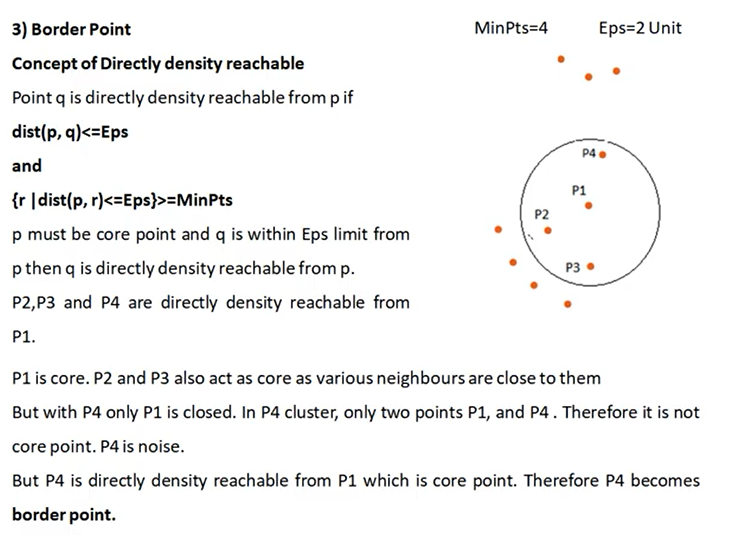 3) Border Point
MinPts=4 Eps=2 Unit
Concept of Directly density reachable
Point q is directly density reachable from p if
dist(p, q)<=Eps
and
{r |dist(p, r)<=Eps}>=MinPts
p must be core point and q is within Eps limit from
p then q is directly density reachable from p.
P2,P3 and P4 are directly density reachable from
P1.
P4
P1
P2
P3
P1 is core. P2 and P3 also act as core as various neighbours are close to them
But with P4 only P1 is closed. In P4 cluster, only two points P1, and P4 . Therefore it is not
core point. P4 is noise.
But P4 is directly density reachable from P1 which is core point. Therefore P4 becomes
border point.